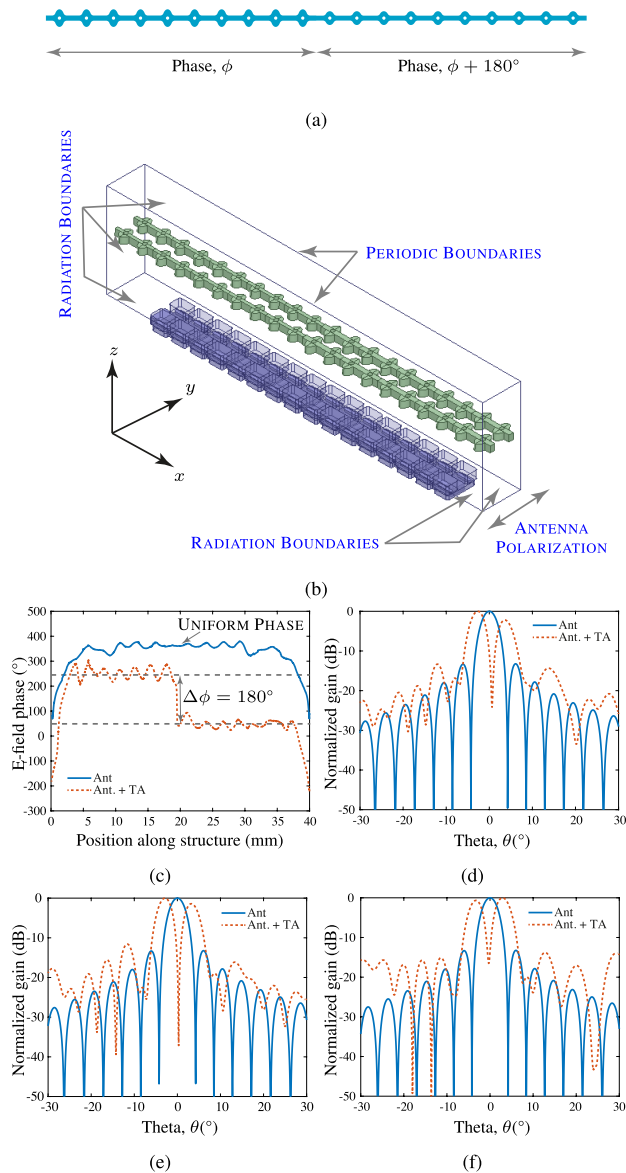 Phase, ϕ
Phase, ϕ + 180°
(a)
RADIATION BOUNDARIES
PERIODIC BOUNDARIES
z
y
x
RADIATION BOUNDARIES
ANTENNA
POLARIZATION
(b)
500
400
300
200
100
0
-100
-200
-300
E-field phase (°)
UNIFORM PHASE
Δϕ = 180°
Ant
Ant. + TA
0 5 10 15 20 25 30 35 40
Position along structure (mm)
(c)
0
-10
-20
-30
-40
-50
Normalized gain (dB)
Ant
Ant. + TA
-30 -20 -10 0 10 20 30
Theta, θ(°)
(d)
0
-10
-20
-30
-40
-50
Normalized gain (dB)
Ant
Ant. + TA
-30 -20 -10 0 10 20 30
Theta, θ(°)
(e)
0
-10
-20
-30
-40
-50
Normalized gain (dB)
Ant
Ant. + TA
-30 -20 -10 0 10 20 30
Theta, θ(°)
(f)